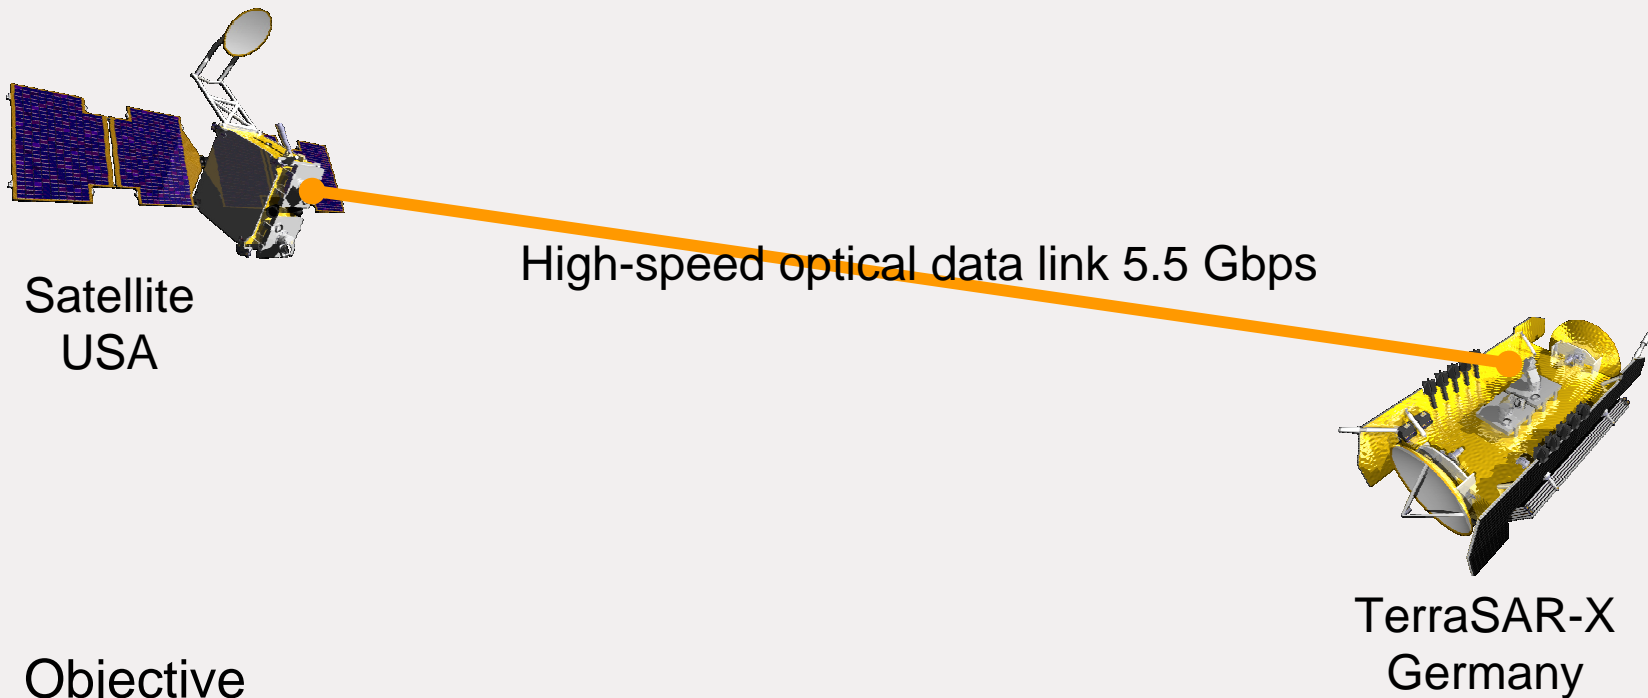 High-speed optical data link 5.5 Gbps
Satellite
USA
TerraSAR-X
Germany
Objective